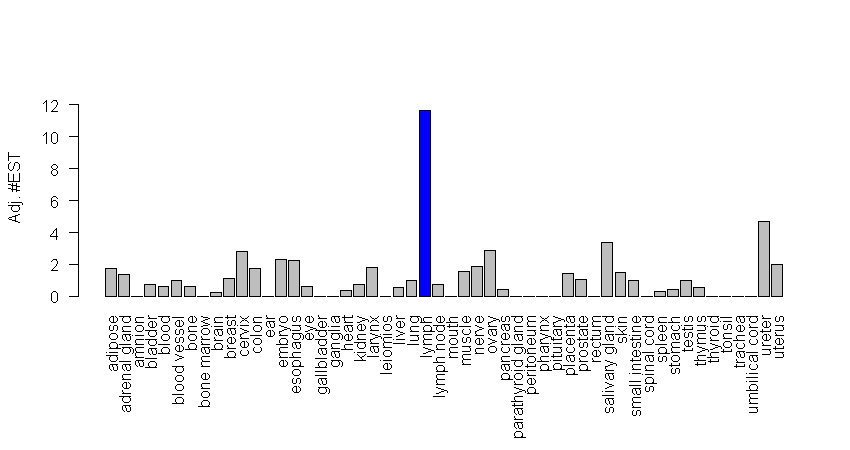 Adj. #EST
12
10
8
6
4
2
0
adipose
adrenal gland
amnion
bladder
blood
blood vessel
bone
bone marrow
brain
breast
cervix
colon
ear
embryo
esophagus
eye
gallbladder
ganglia
heart
kidney
larynx
leiomios
liver
lung
lymph
lymph node
mouth
muscle
nerve
ovary
pancreas
parathyroid gland
peritoneum
pharynx
pituitary
placenta
prostate
rectum
salivary gland
skin
small intestine
spinal cord
spleen
stomach
testis
thymus
thyroid
tonsil
trachea
umbilical cord
ureter
uterus